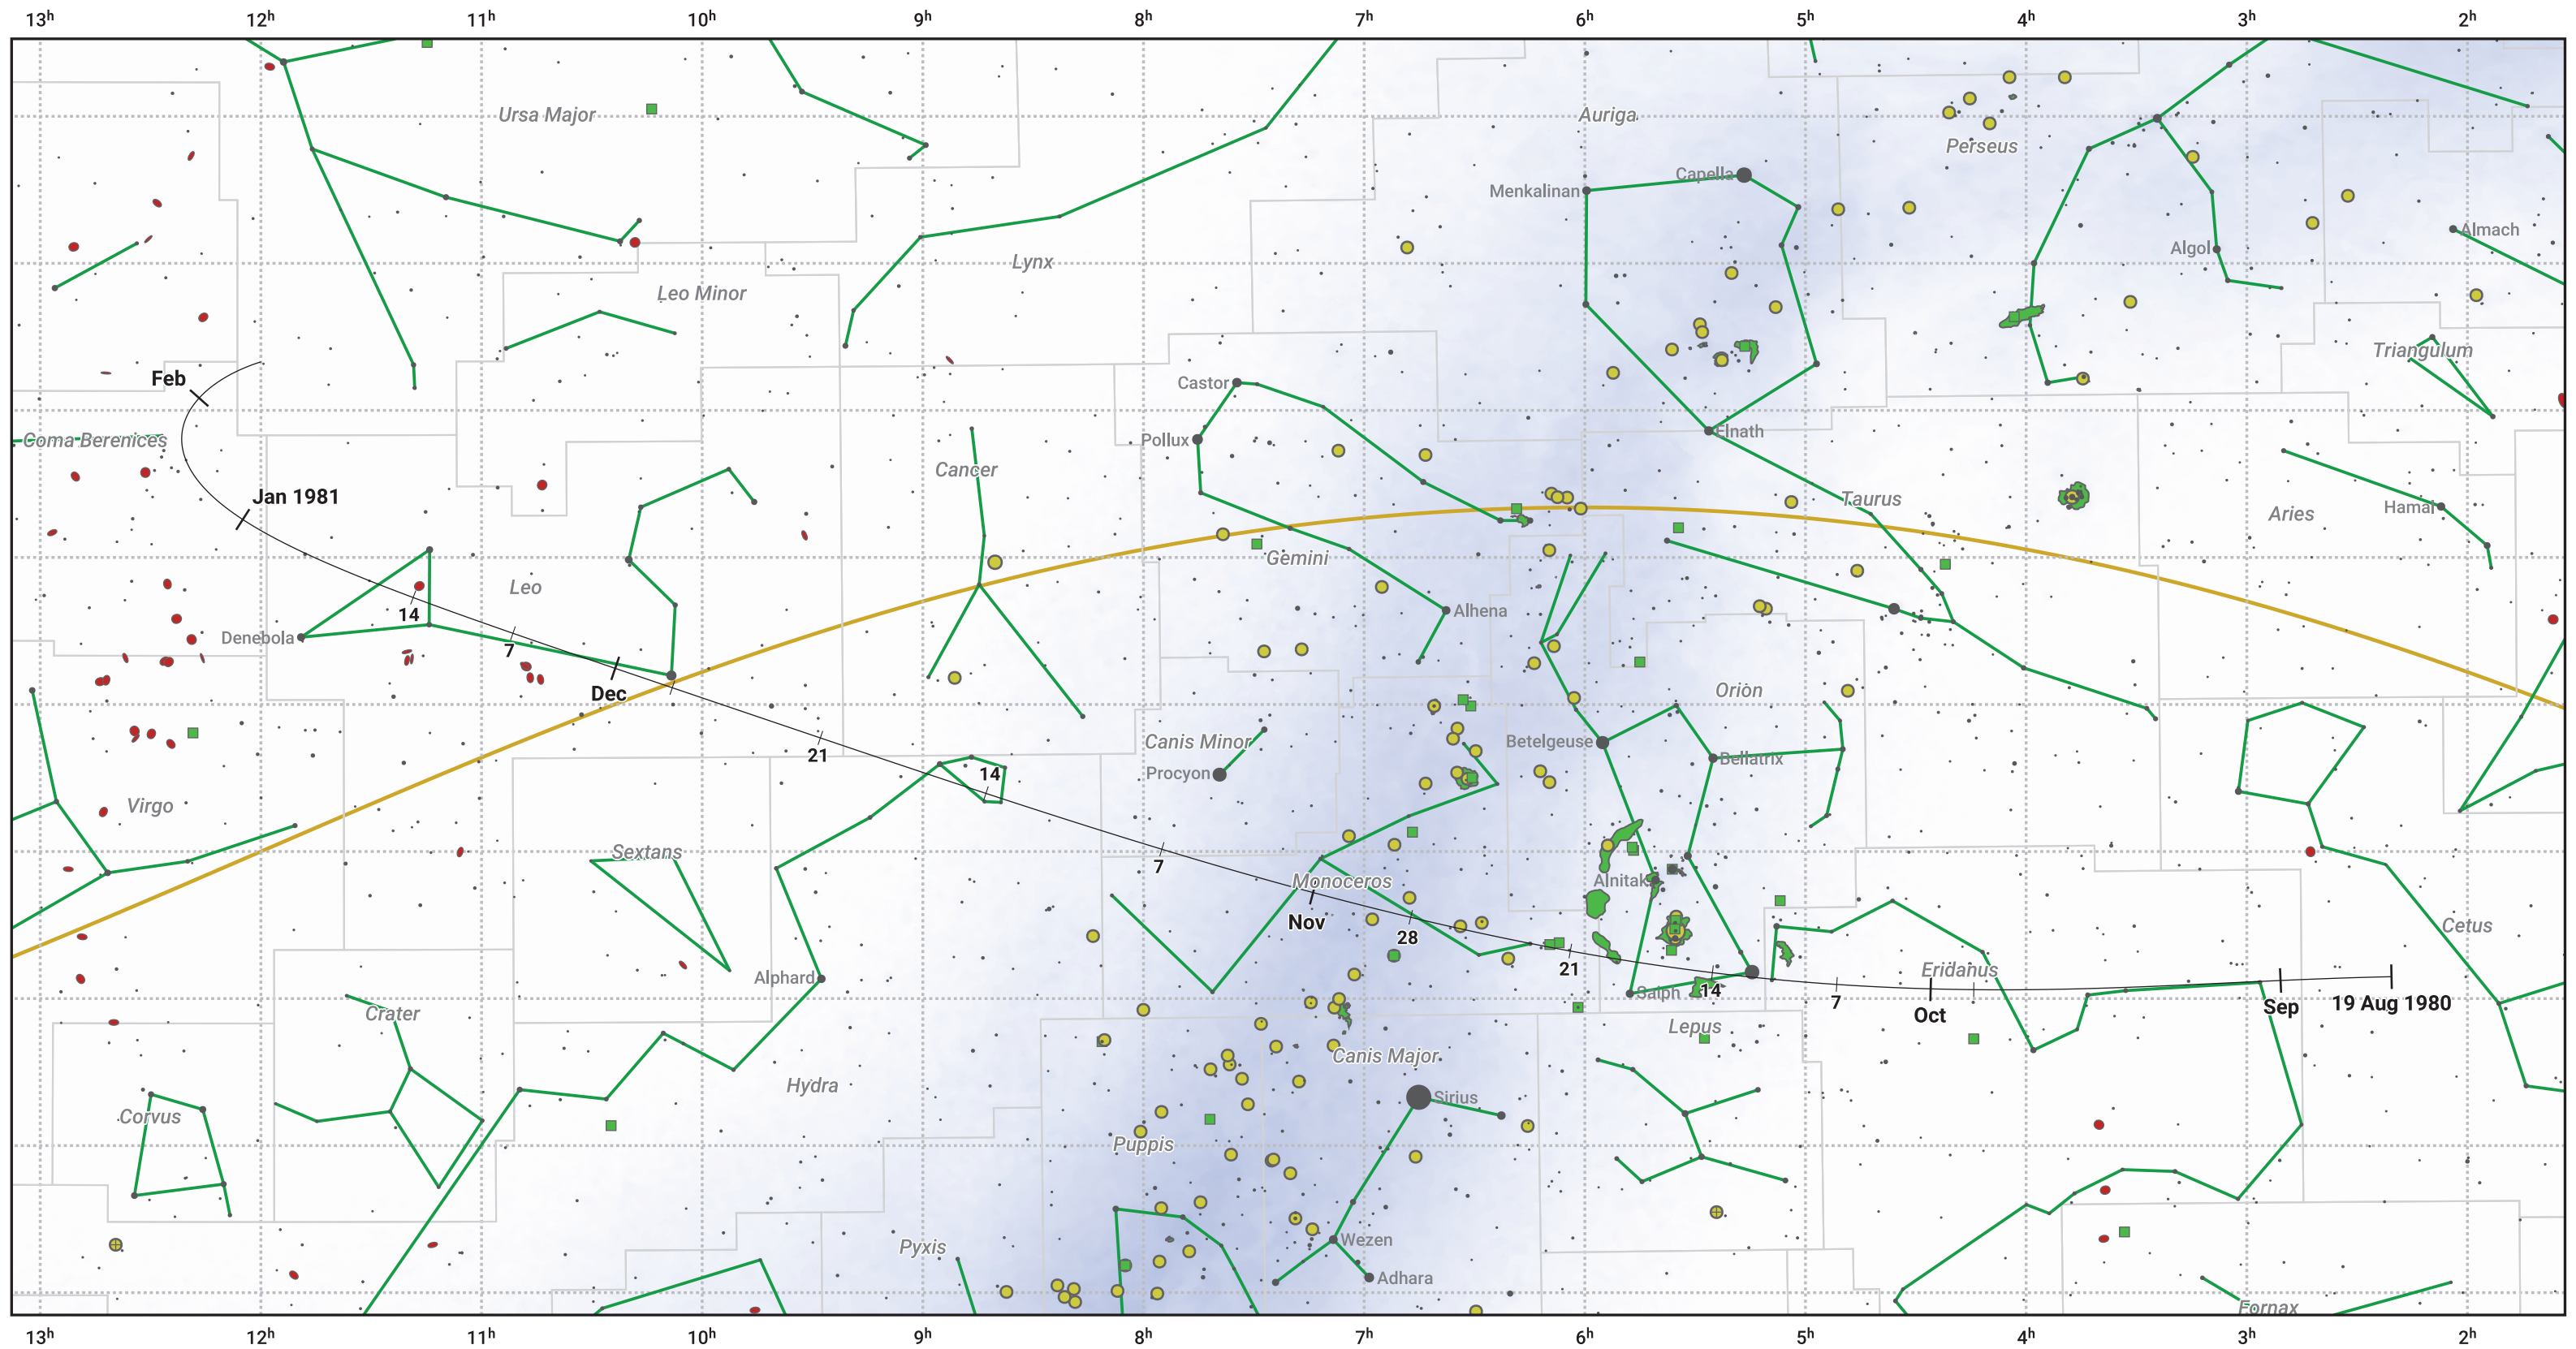 13h 12h 11h 10h 9h 8h 7h 6h 5h 4h 3h 2h
Ursa Major
Auriga
Perseus
Capella
Menkalinan
Almach
Algol
Lynx
Leo Minor
Triangulum
Feb
Castor
Elnath
Coma Berenices
Pollux
Cancer
Jan 1981
Taurus
Hamal
Aries
Gemini
Leo
14
Alhena
Denebola
7
Dec
Orion
Betelgeuse
Canis Minor
21
Bellatrix
Procyon
14
Virgo
Sextans
7
Alnitak
Monoceros
Nov
28
Cetus
21
Eridanus
Alphard
Saiph
14
7
Oct
Sep
19 Aug 1980
Crater
Lepus
Canis Major
Hydra
Sirius
Corvus
Puppis
Wezen
Pyxis
Adhara
Fornax
13h 12h 11h 10h 9h 8h 7h 6h 5h 4h 3h 2h